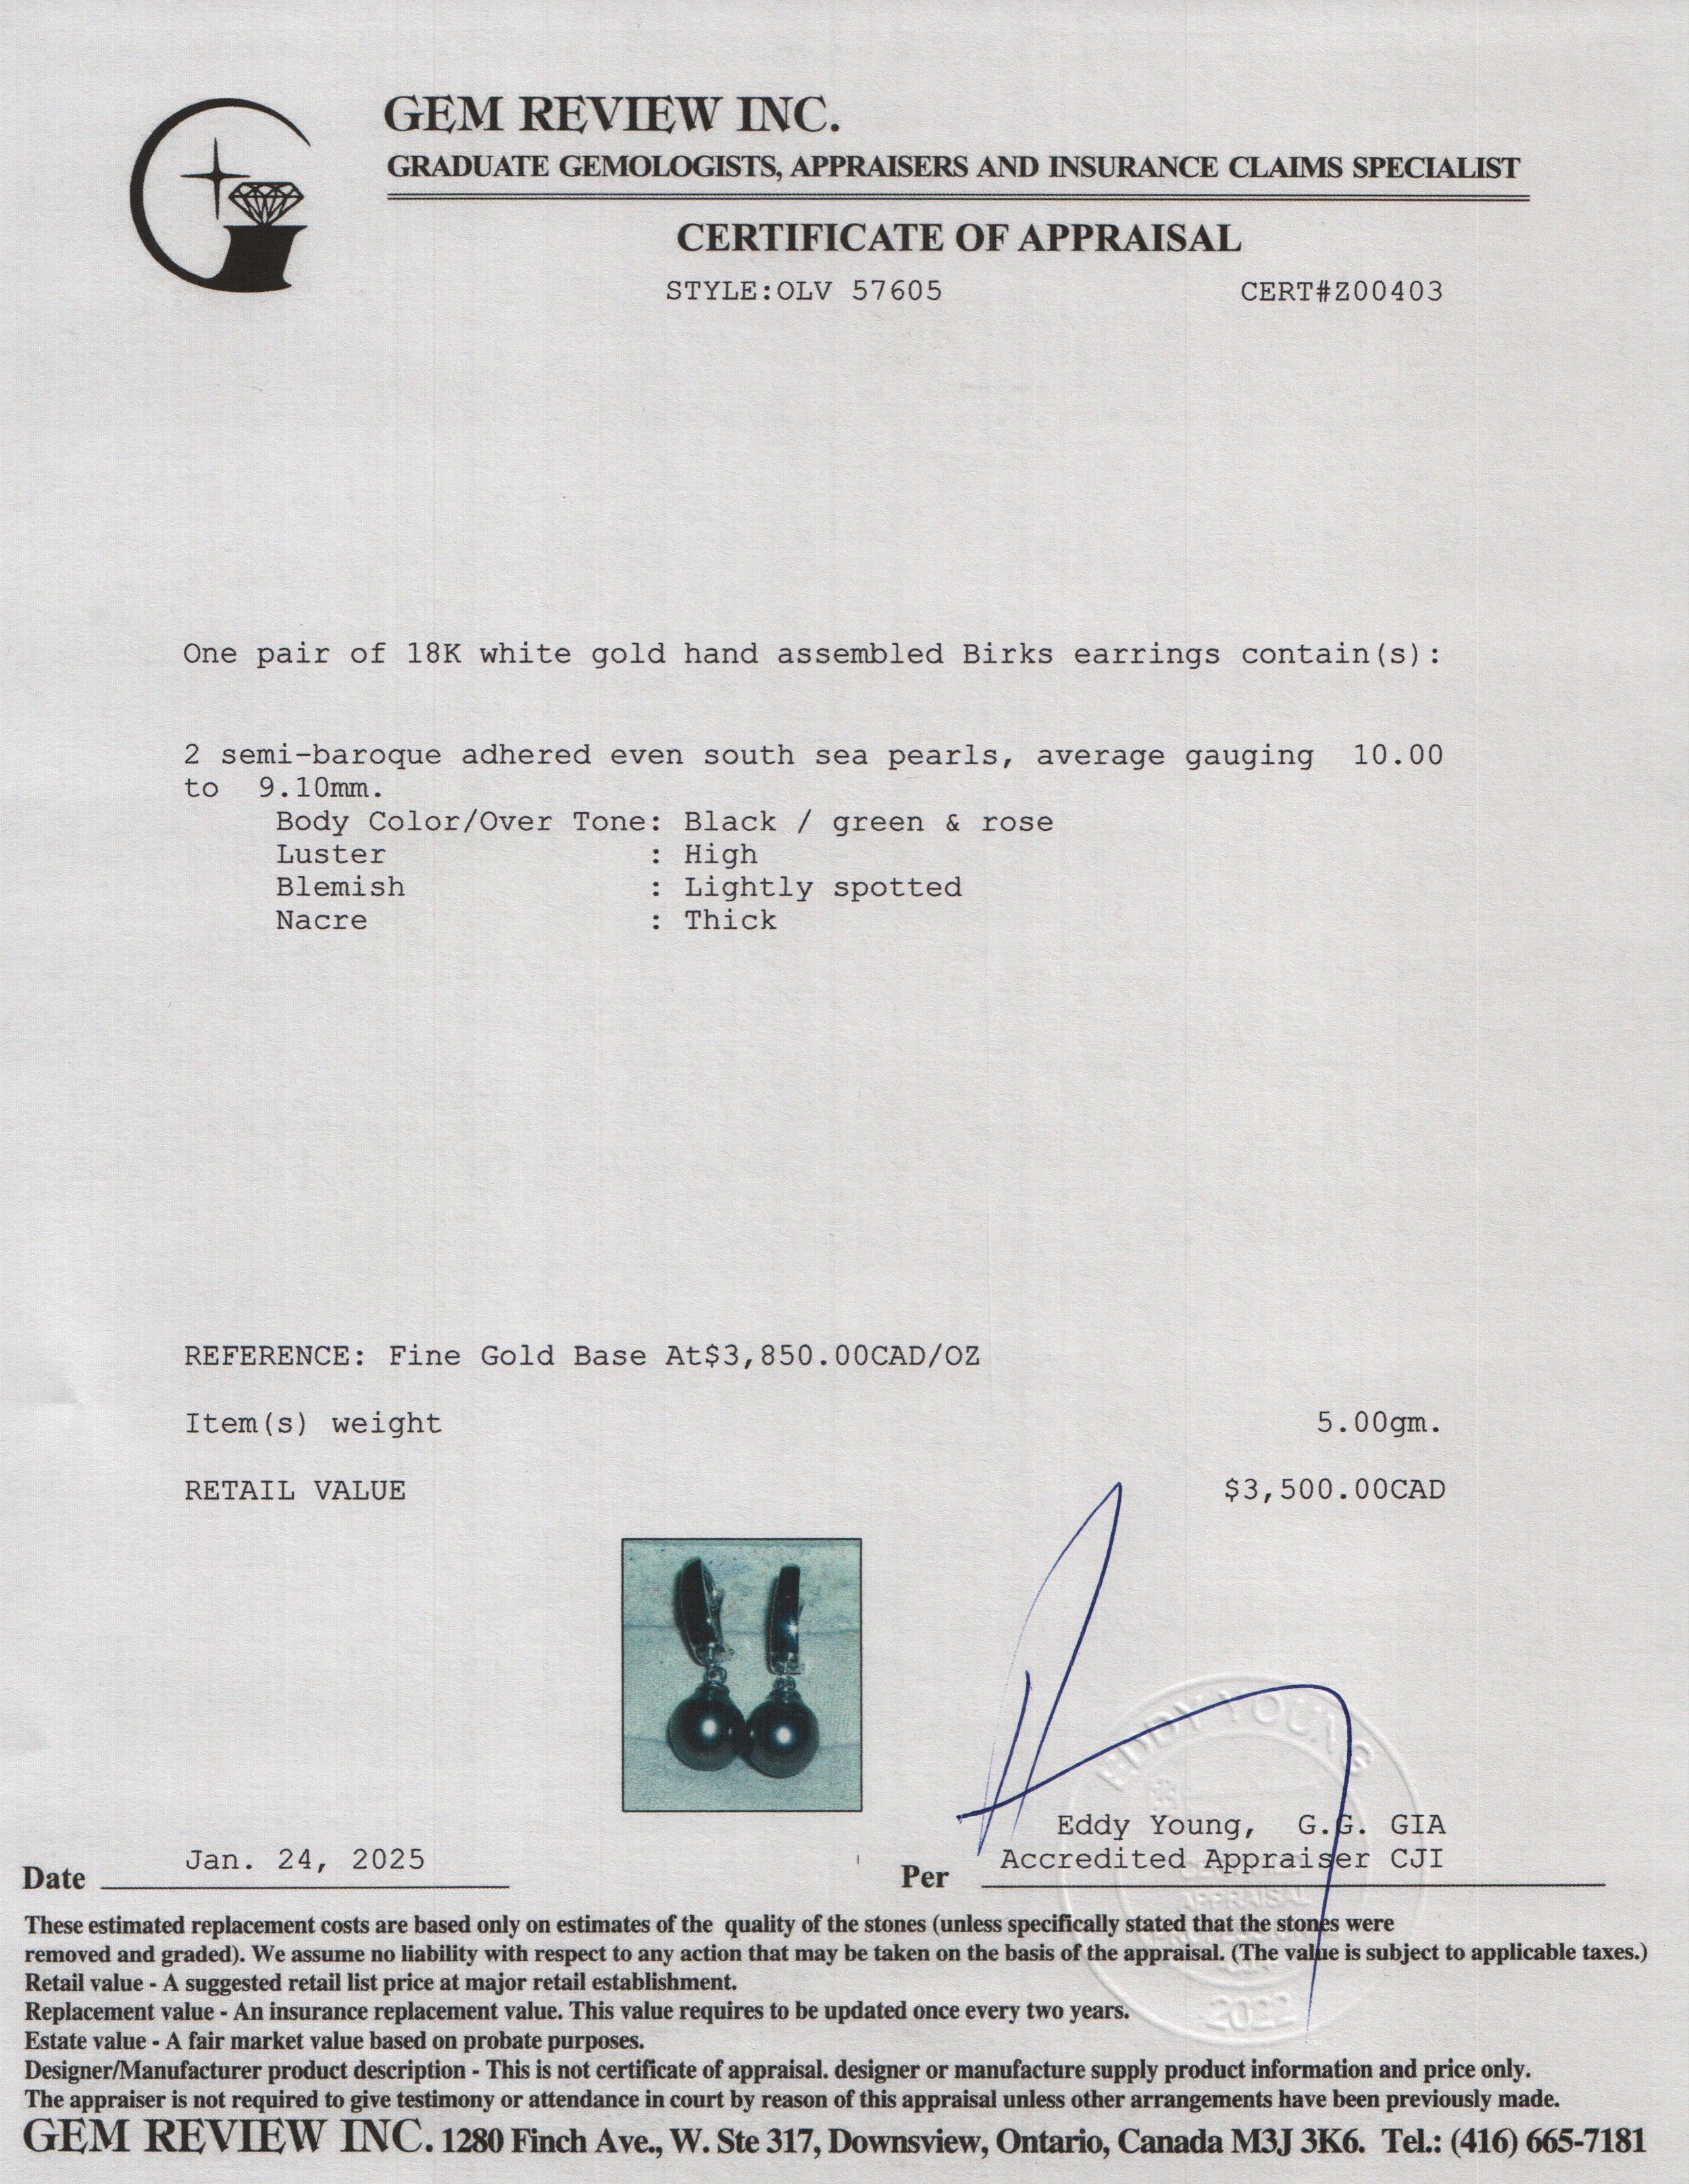 GEM REVIEW INC.
GRADUATE GEMOLOGISTS, APPRAISERS AND INSURANCE CLAIMS SPECIALIST
CERTIFICATE OF APPRAISAL
STYLE:OLV 57605 CERT#Z00403
One pair of 18K white gold hand assembled Birks earrings contain(s):
2 semi-baroque adhered even south sea pearls, average gauging 10.00
to 9.10mm.
Body Color/Over Tone: Black / green & rose
Luster : High
Blemish : Lightly spotted
Nacre : Thick
REFERENCE: Fine Gold Base At$3,850.00CAD/OZ
Item(s) weight 5.00gm.
RETAIL VALUE $3,500.00CAD
EDDY YOUNG
Eddy Young, G.G. GIA
Date Jan. 24, 2025 Per Accredited Appraiser CJI
APPRAISAL
2022
These estimated replacement costs are based only on estimates of the quality of the stones (unless specifically stated that the stones were
removed and graded). We assume no liability with respect to any action that may be taken on the basis of the appraisal. (The value is subject to applicable taxes.)
Retail value - A suggested retail list price at major retail establishment.
Replacement value - An insurance replacement value. This value requires to be updated once every two years.
Estate value - A fair market value based on probate purposes.
Designer/Manufacturer product description - This is not certificate of appraisal. designer or manufacture supply product information and price only.
The appraiser is not required to give testimony or attendance in court by reason of this appraisal unless other arrangements have been previously made.
GEM REVIEW INC. 1280 Finch Ave., W. Ste 317, Downsview, Ontario, Canada M3J 3K6. Tel.: (416) 665-7181